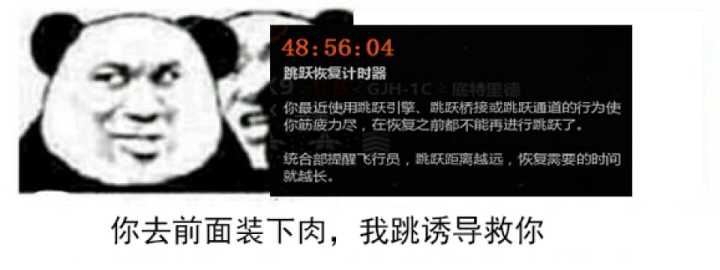 48:56:04
跳跃恢复计时器
GJH-1C < 底特里德
你最近使用跳跃引擎、跳跃桥接或跳跃通道的行为使
你筋疲力尽，在恢复之前都不能再进行跳跃了。
统合部提醒飞行员，跳跃距离越远，恢复需要的时间
就越长。
你去前面装下肉，我跳诱导救你